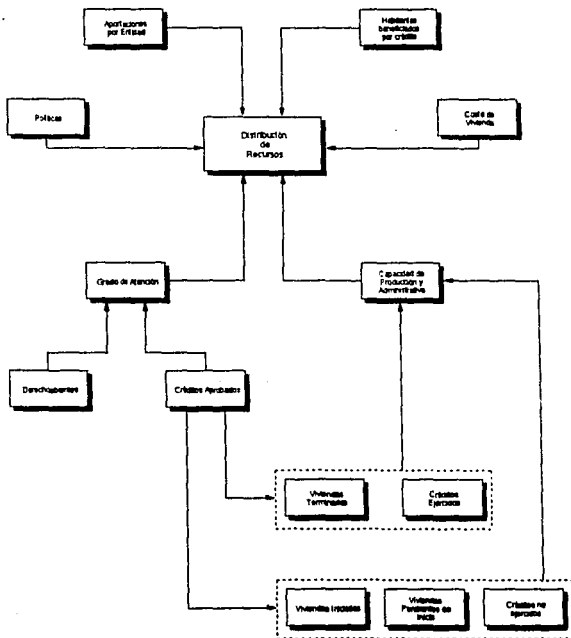 Aportaciones
por Entidad
Habitantes
beneficiados
por crédito
Políticas
Costo de
Vivienda
Distribución
de
Recursos
Grado de Atención
Capacidad de
Producción y
Administrativa
Derechohabientes
Créditos Aprobados
Viviendas
Terminadas
Créditos
Ejercidos
Viviendas Iniciadas
Viviendas
Pendientes de
Inicio
Créditos no
ejercidos